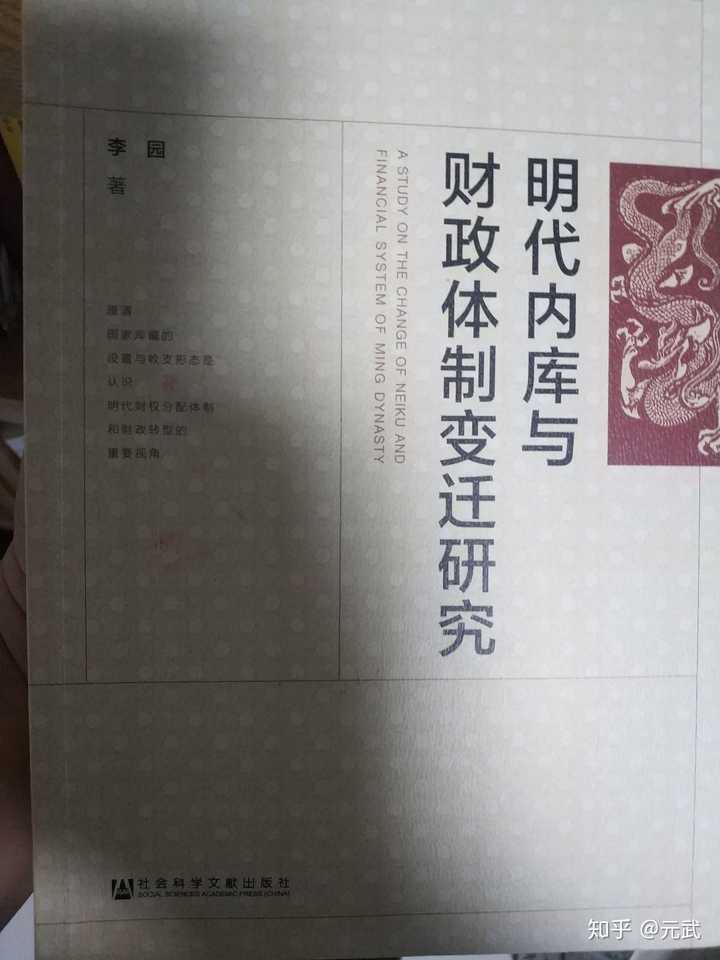 明代内库与
财政体制变迁研究
A STUDY ON THE CHANGE OF NEIKU AND
FINANCIAL SYSTEM OF MING DYNASTY
李园
著
厘清
国家库藏的
设置与收支形态是
认识
明代财权分配体制
和财政转型的
重要视角
社会科学文献出版社
SOCIAL SCIENCES ACADEMIC PRESS (CHINA)
知乎 @元武